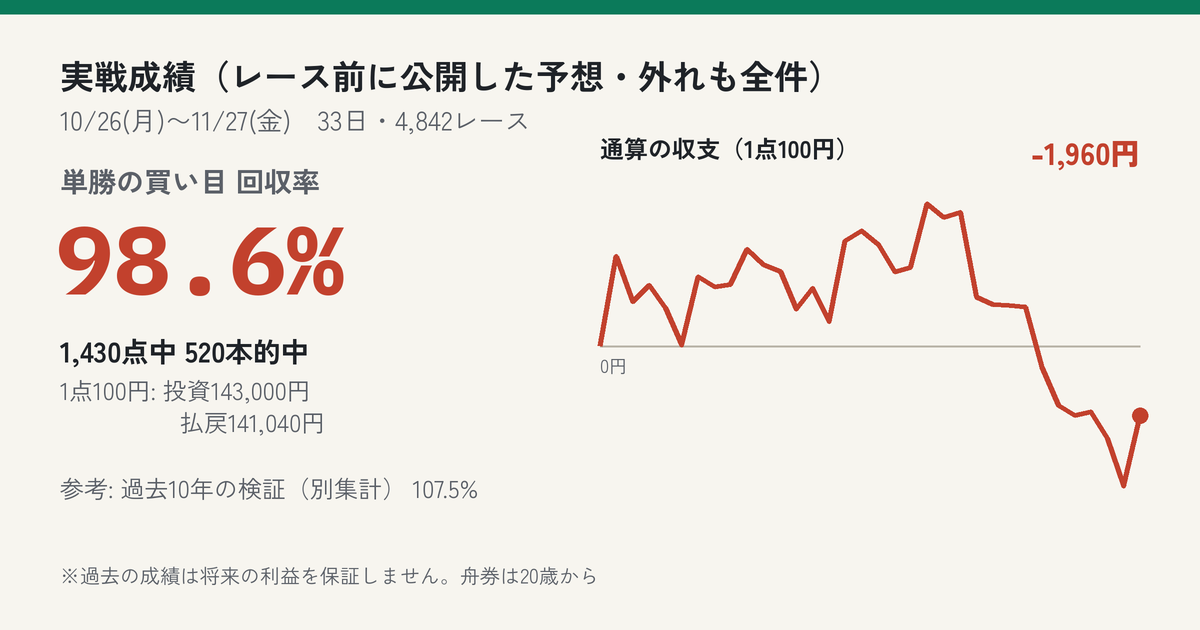 実戦成績（レース前に公開した予想・外れも全件）
10/26(月)〜11/27(金)　33日・4,842レース
単勝の買い目 回収率
98.6%
1,430点中 520本的中
1点100円: 投資143,000円
払戻141,040円
参考: 過去10年の検証（別集計） 107.5%
通算の収支（1点100円）
-1,960円
0円
※過去の成績は将来の利益を保証しません。舟券は20歳から